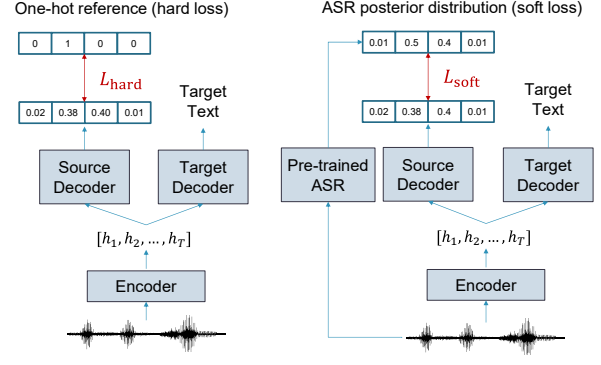 One-hot reference (hard loss)
0 1 0 0
L_hard
0.02 0.38 0.40 0.01
Target
Text
Source
Decoder
Target
Decoder
[h_1, h_2, ..., h_T]
Encoder
ASR posterior distribution (soft loss)
0.01 0.5 0.4 0.01
L_soft
0.02 0.38 0.4 0.01
Target
Text
Pre-trained
ASR
Source
Decoder
Target
Decoder
[h_1, h_2, ..., h_T]
Encoder